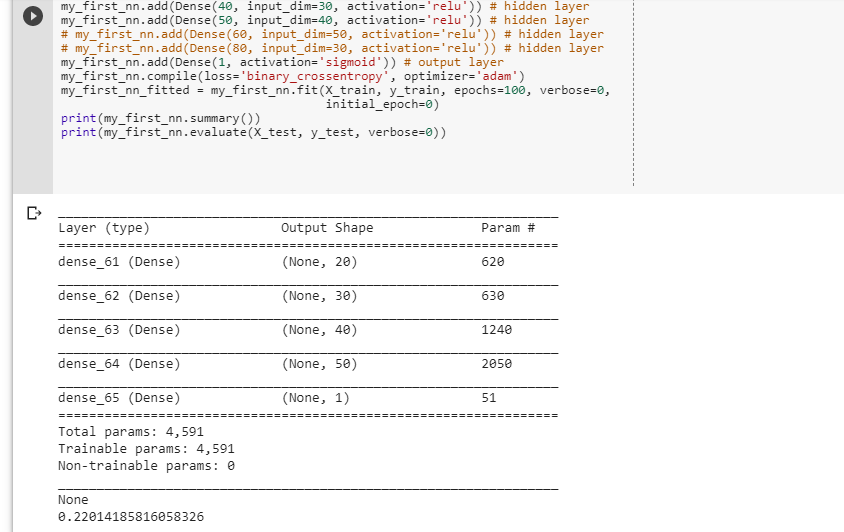 my_first_nn.add(Dense(40, input_dim=30, activation='relu')) # hidden layer
my_first_nn.add(Dense(50, input_dim=40, activation='relu')) # hidden layer
# my_first_nn.add(Dense(60, input_dim=50, activation='relu')) # hidden layer
# my_first_nn.add(Dense(80, input_dim=30, activation='relu')) # hidden layer
my_first_nn.add(Dense(1, activation='sigmoid')) # output layer
my_first_nn.compile(loss='binary_crossentropy', optimizer='adam')
my_first_nn_fitted = my_first_nn.fit(X_train, y_train, epochs=100, verbose=0,
initial_epoch=0)
print(my_first_nn.summary())
print(my_first_nn.evaluate(X_test, y_test, verbose=0))
Layer (type) Output Shape Param #
dense_61 (Dense) (None, 20) 620
dense_62 (Dense) (None, 30) 630
dense_63 (Dense) (None, 40) 1240
dense_64 (Dense) (None, 50) 2050
dense_65 (Dense) (None, 1) 51
Total params: 4,591
Trainable params: 4,591
Non-trainable params: 0
None
0.22014185816058326